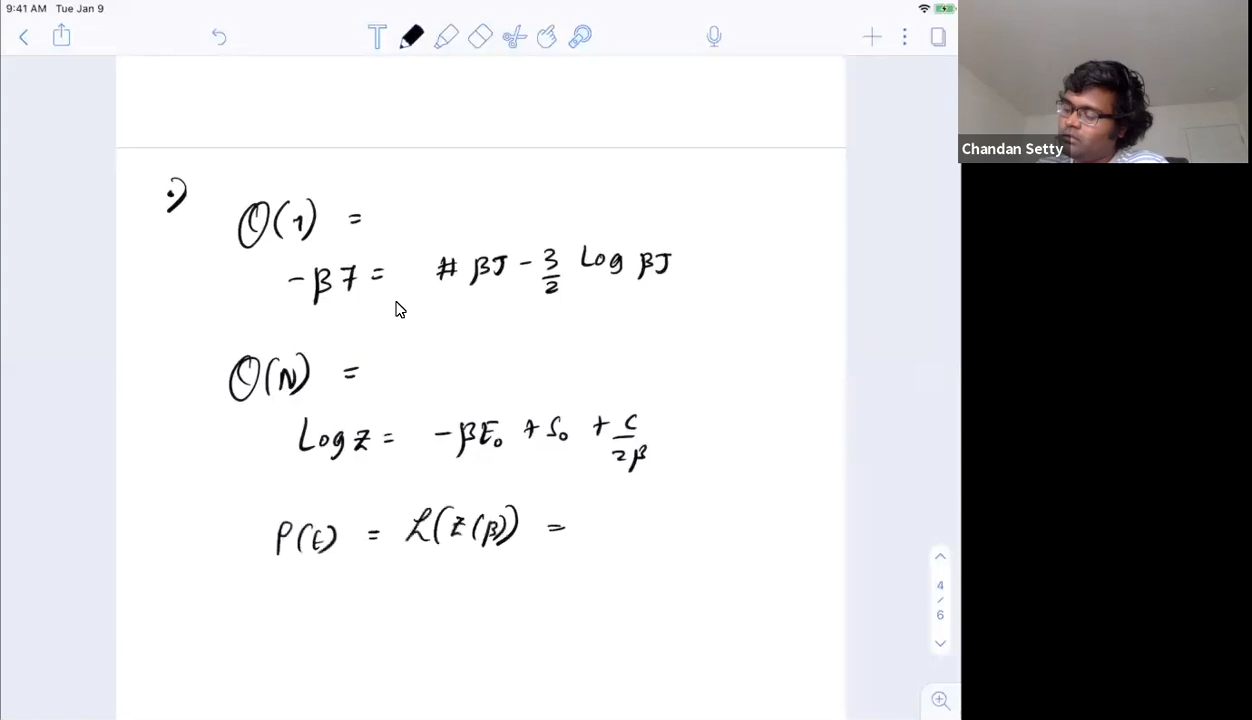 9:41 AM Tue Jan 9
Chandan Setty
•)
O(1) =
-βF = # βJ - 3/2 Log βJ
O(N) =
Log Z = -βE₀ + S₀ + c/2β
ρ(E) = ℒ(Z(β)) =
4
/
6